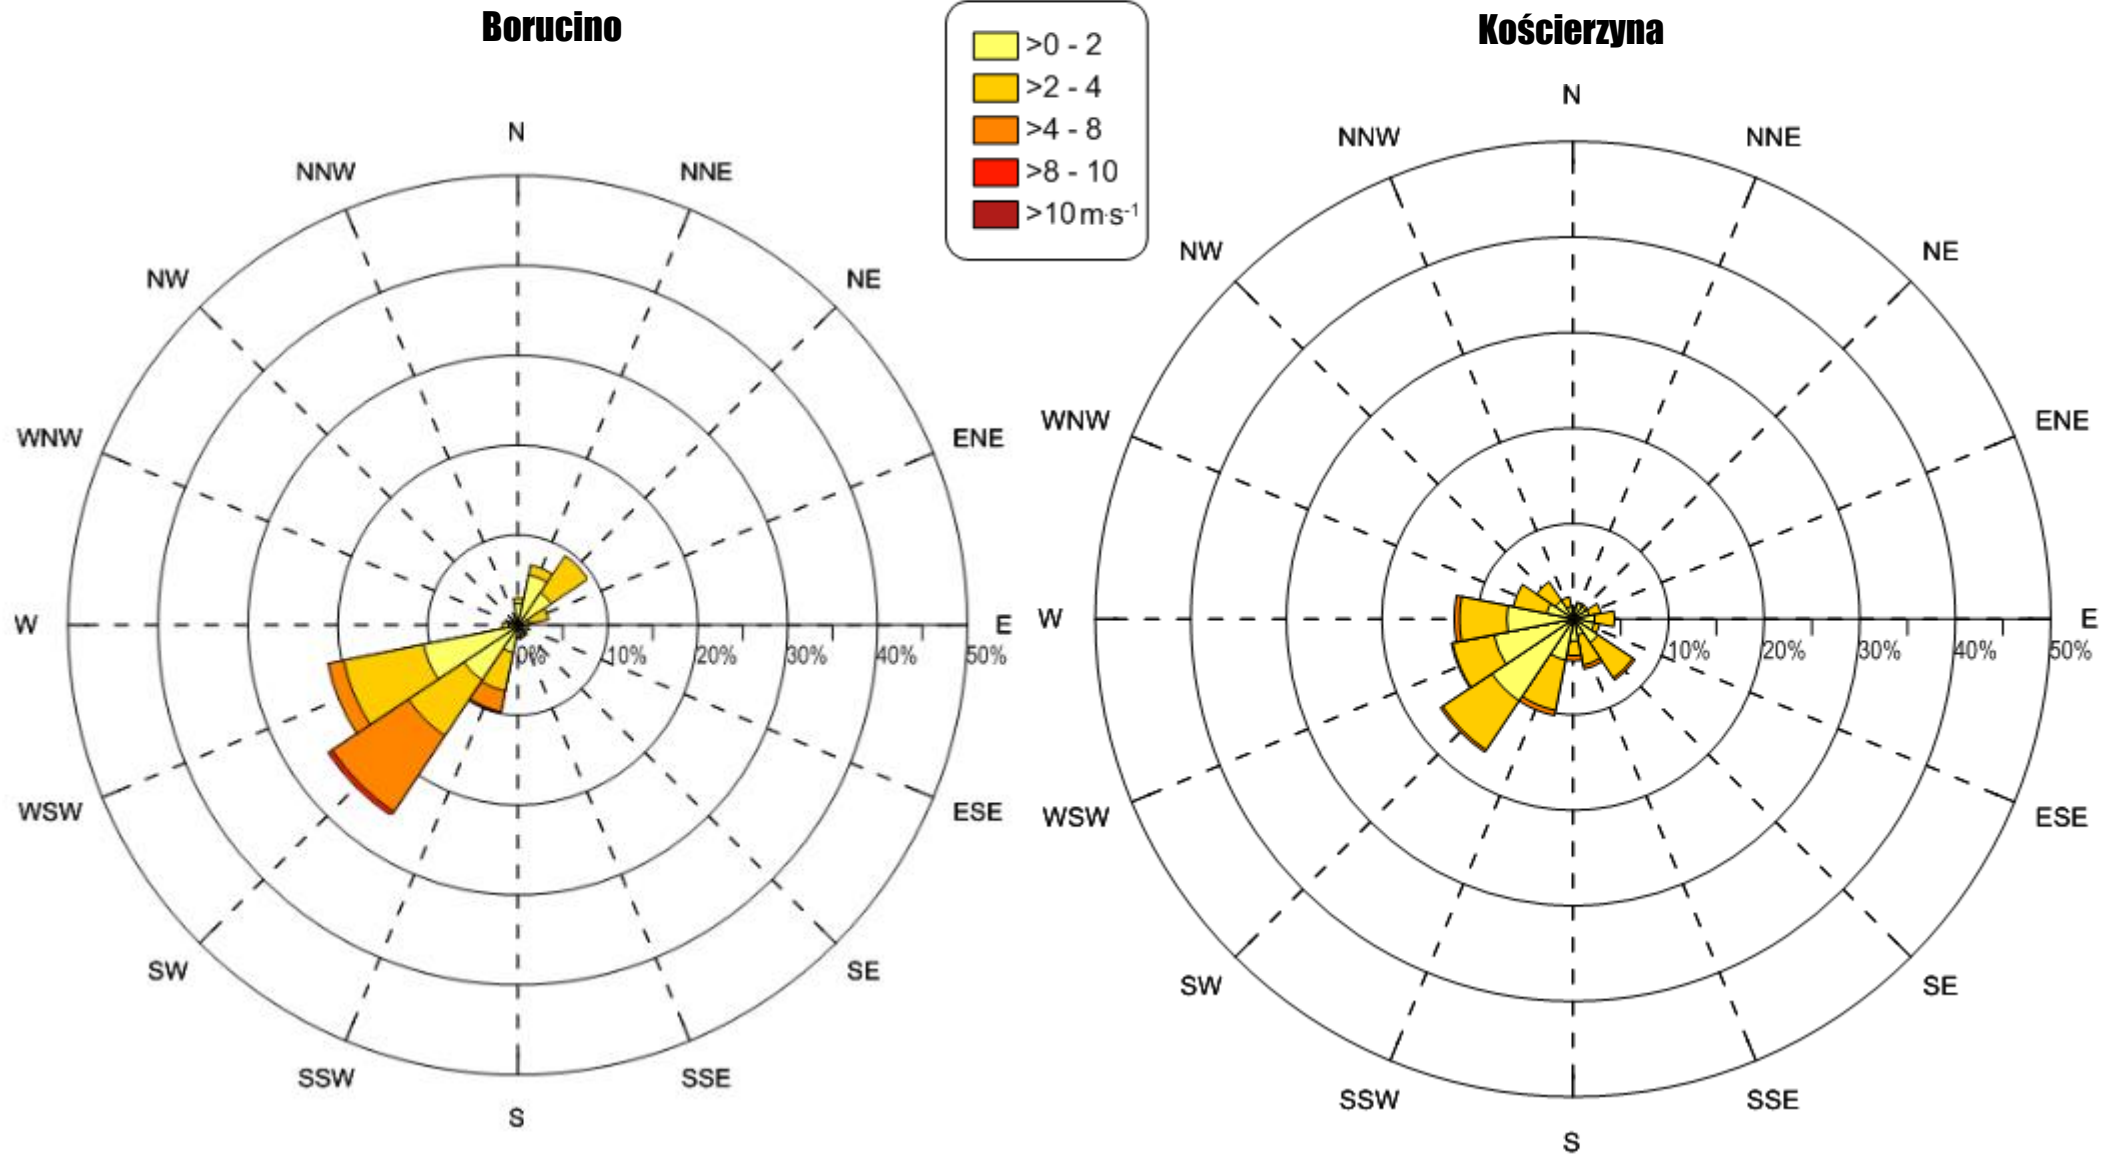 Borucino
>0 - 2
>2 - 4
>4 - 8
>8 - 10
>10 m·s⁻¹
Kościerzyna
N
NNW
NNE
NW
NE
WNW
ENE
W
E
0%
10%
20%
30%
40%
50%
WSW
ESE
SW
SE
SSW
SSE
S
N
NNW
NNE
NW
NE
WNW
ENE
W
E
10%
20%
30%
40%
50%
WSW
ESE
SW
SE
SSW
SSE
S